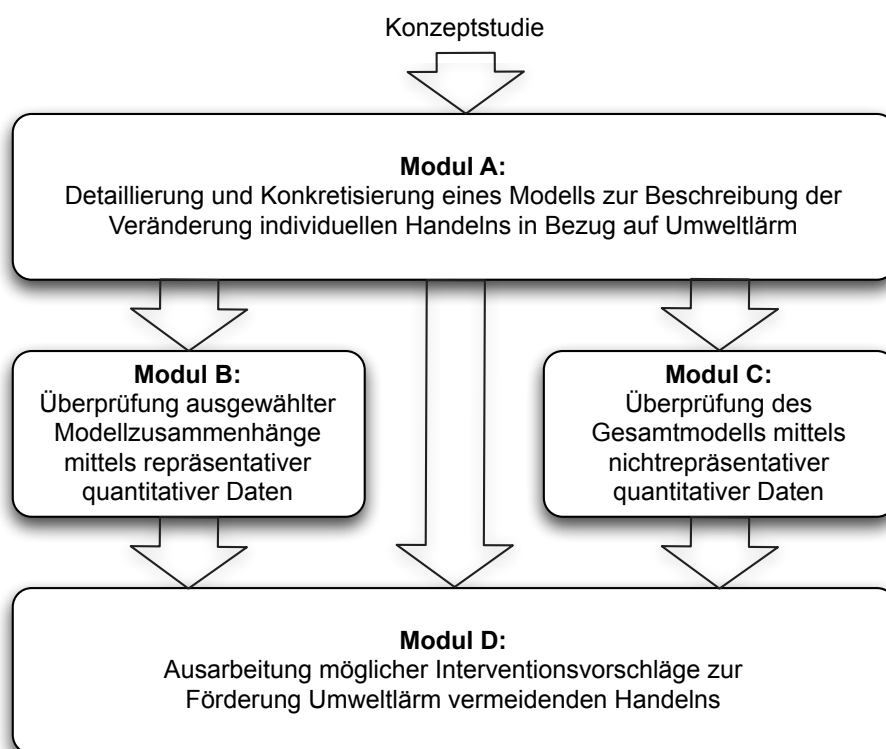 Konzeptstudie
Modul A:
Detaillierung und Konkretisierung eines Modells zur Beschreibung der
Veränderung individuellen Handelns in Bezug auf Umweltlärm
Modul B:
Überprüfung ausgewählter
Modellzusammenhänge
mittels repräsentativer
quantitativer Daten
Modul C:
Überprüfung des
Gesamtmodells mittels
nichtrepräsentativer
quantitativer Daten
Modul D:
Ausarbeitung möglicher Interventionsvorschläge zur
Förderung Umweltlärm vermeidenden Handelns